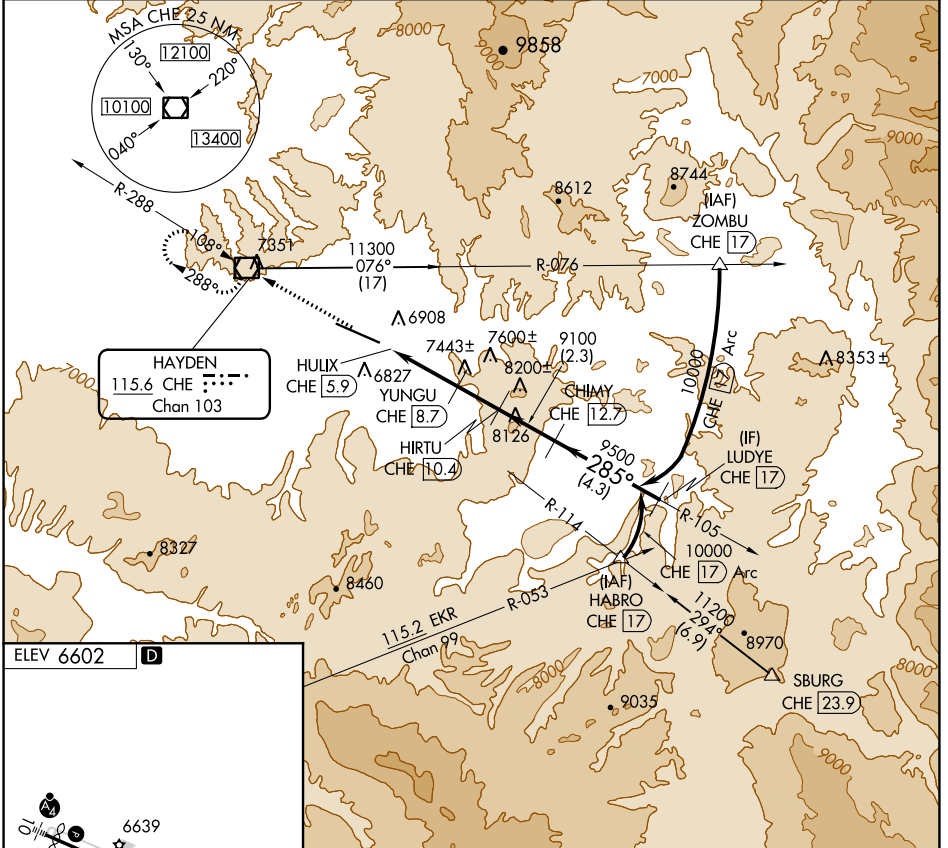 MSA CHE 25 NM
130°
12100
220°
10100
040°
13400
8000
9858
7000
9000
R-288
108°
288°
7351
11300
076°
(17)
R-076
8612
8744
(IAF)
ZOMBU
CHE 17
HAYDEN
115.6 CHE
Chan 103
6908
HULIX
CHE 5.9
6827
7443±
7600±
8200±
9100
(2.3)
YUNGU
CHE 8.7
CHIMY
CHE 12.7
HIRTU
CHE 10.4
8126
10000
CHE 17 Arc
8353±
9500
285°
(4.3)
(IF)
LUDYE
CHE 17
R-105
R-114
10000
CHE 17 Arc
(IAF)
HABRO
CHE 17
8327
8460
115.2 EKR
Chan 99
R-053
11200
294°
(6.9)
8970
SBURG
CHE 23.9
8000
8000
9035
9000
ELEV 6602
D
A4
10
P
6639